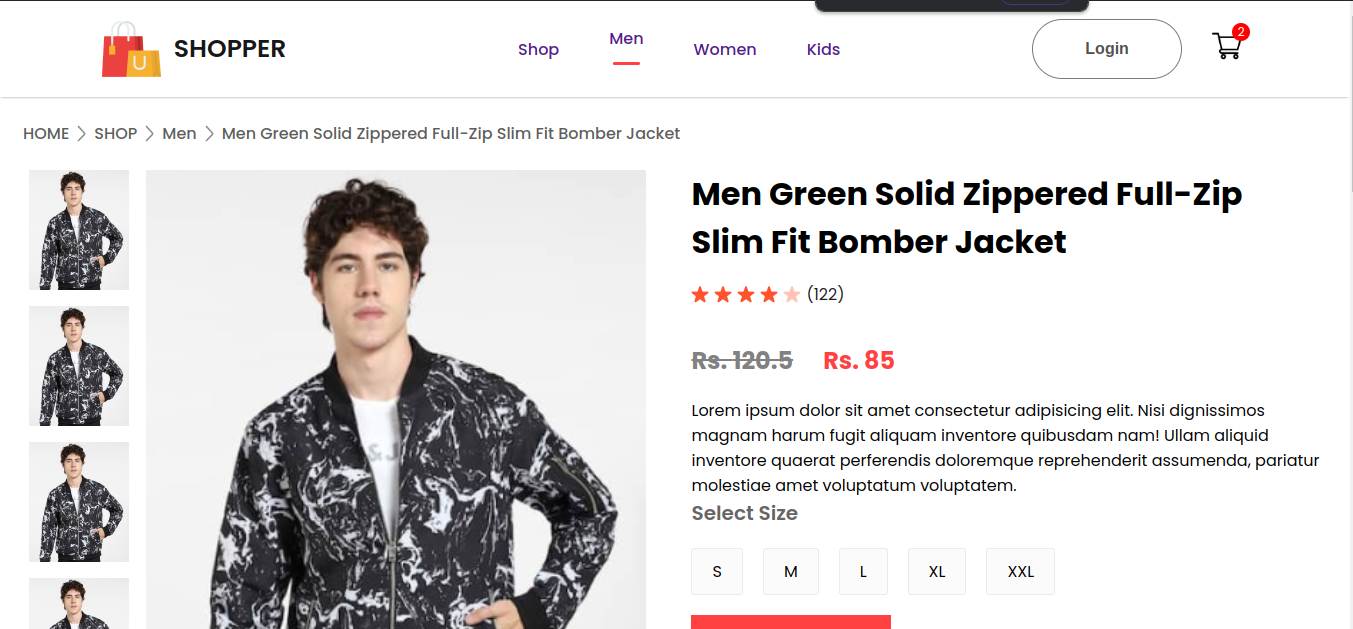 U
SHOPPER
Shop
Men
Women
Kids
Login
2
HOME
SHOP
Men
Men Green Solid Zippered Full-Zip Slim Fit Bomber Jacket
& J
Men Green Solid Zippered Full-Zip
Slim Fit Bomber Jacket
(122)
Rs. 120.5
Rs. 85
Lorem ipsum dolor sit amet consectetur adipisicing elit. Nisi dignissimos
magnam harum fugit aliquam inventore quibusdam nam! Ullam aliquid
inventore quaerat perferendis doloremque reprehenderit assumenda, pariatur
molestiae amet voluptatum voluptatem.
Select Size
S
M
L
XL
XXL